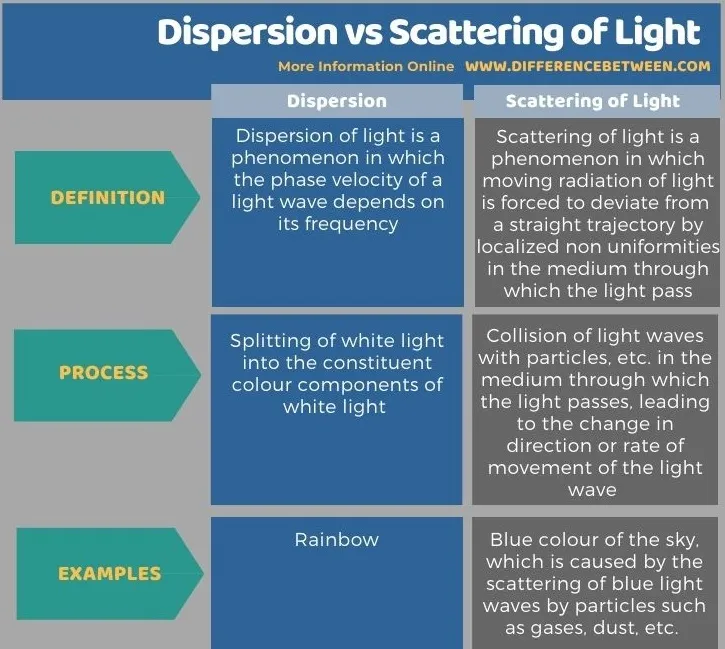 Dispersion vs Scattering of Light
More Information Online WWW.DIFFERENCEBETWEEN.COM
Dispersion
Scattering of Light
DEFINITION
Dispersion of light is a
phenomenon in which
the phase velocity of a
light wave depends on
its frequency
Scattering of light is a
phenomenon in which
moving radiation of light
is forced to deviate from
a straight trajectory by
localized non uniformities
in the medium through
which the light pass
PROCESS
Splitting of white light
into the constituent
colour components of
white light
Collision of light waves
with particles, etc. in the
medium through which
the light passes, leading
to the change in
direction or rate of
movement of the light
wave
EXAMPLES
Rainbow
Blue colour of the sky,
which is caused by the
scattering of blue light
waves by particles such
as gases, dust, etc.